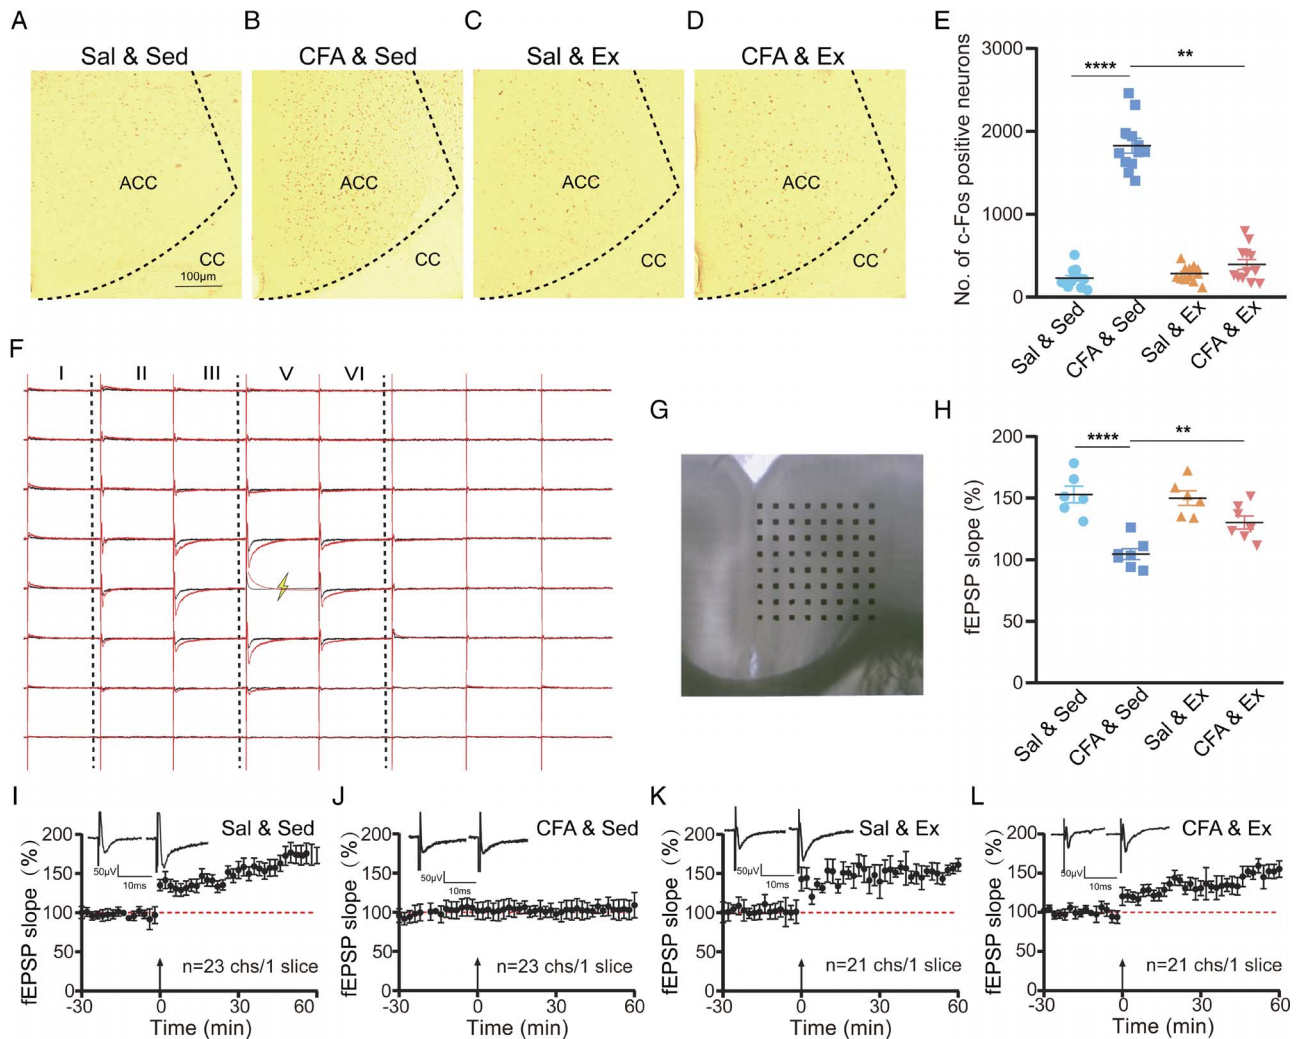 A
B
C
D
E
Sal & Sed
CFA & Sed
Sal & Ex
CFA & Ex
ACC
CC
100μm
ACC
CC
ACC
CC
ACC
CC
No. of c-Fos positive neurons
3000
2000
1000
0
****
**
Sal & Sed
CFA & Sed
Sal & Ex
CFA & Ex
F
I
II
III
V
VI
G
H
fEPSP slope (%)
200
150
100
50
0
****
**
Sal & Sed
CFA & Sed
Sal & Ex
CFA & Ex
I
Sal & Sed
fEPSP slope (%)
200
150
100
50
0
50μV
10ms
n=23 chs/1 slice
-30
0
30
60
Time (min)
J
CFA & Sed
fEPSP slope (%)
200
150
100
50
0
50μV
10ms
n=23 chs/1 slice
-30
0
30
60
Time (min)
K
Sal & Ex
fEPSP slope (%)
200
150
100
50
0
50μV
10ms
n=21 chs/1 slice
-30
0
30
60
Time (min)
L
CFA & Ex
fEPSP slope (%)
200
150
100
50
0
50μV
10ms
n=21 chs/1 slice
-30
0
30
60
Time (min)